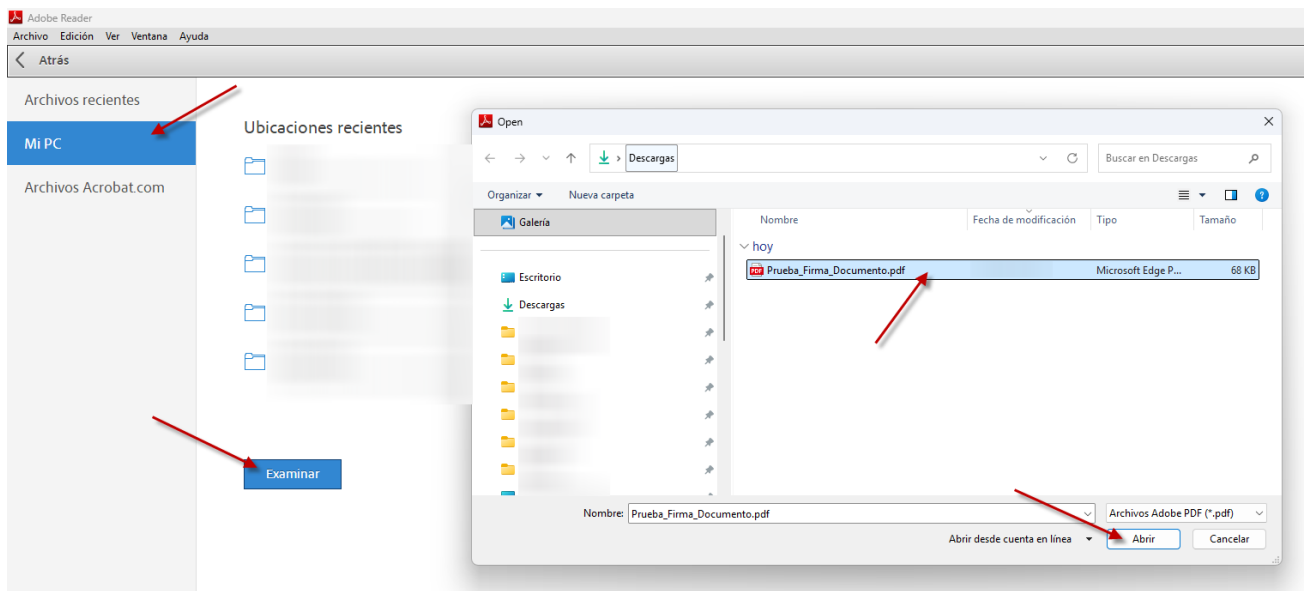 Adobe Reader
Archivo Edición Ver Ventana Ayuda
Atrás
Archivos recientes
Mi PC
Archivos Acrobat.com
Ubicaciones recientes
Examinar
Open
Descargas
Buscar en Descargas
Organizar Nueva carpeta
Galería
Escritorio
Descargas
Nombre Fecha de modificación Tipo Tamaño
hoy
Prueba_Firma_Documento.pdf Microsoft Edge P... 68 KB
Nombre: Prueba_Firma_Documento.pdf Archivos Adobe PDF (*.pdf)
Abrir desde cuenta en línea Abrir Cancelar